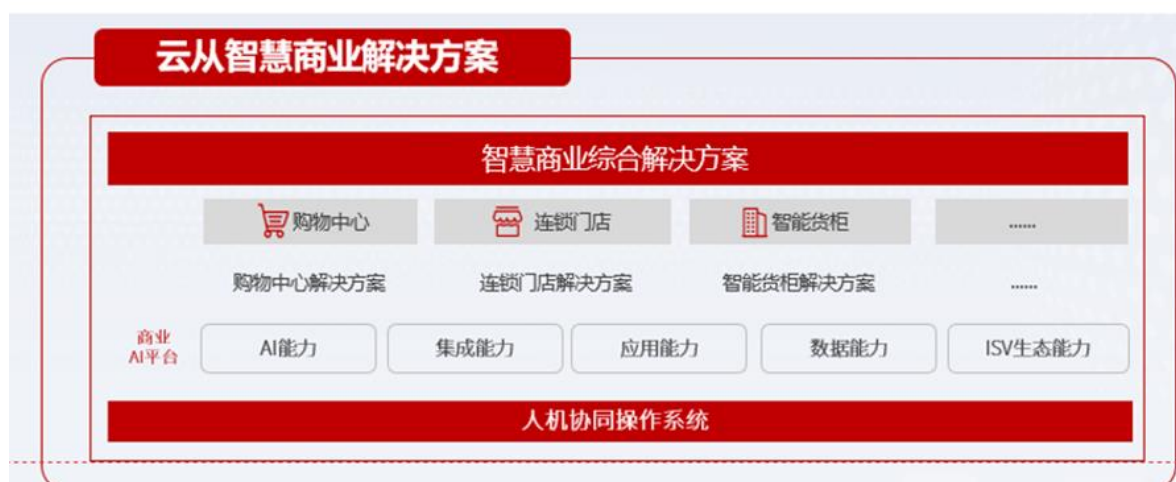 云从智慧商业解决方案
智慧商业综合解决方案
购物中心 连锁门店 智能货柜 ......
购物中心解决方案 连锁门店解决方案 智能货柜解决方案 ......
商业
AI平台
AI能力 集成能力 应用能力 数据能力 ISV生态能力
人机协同操作系统